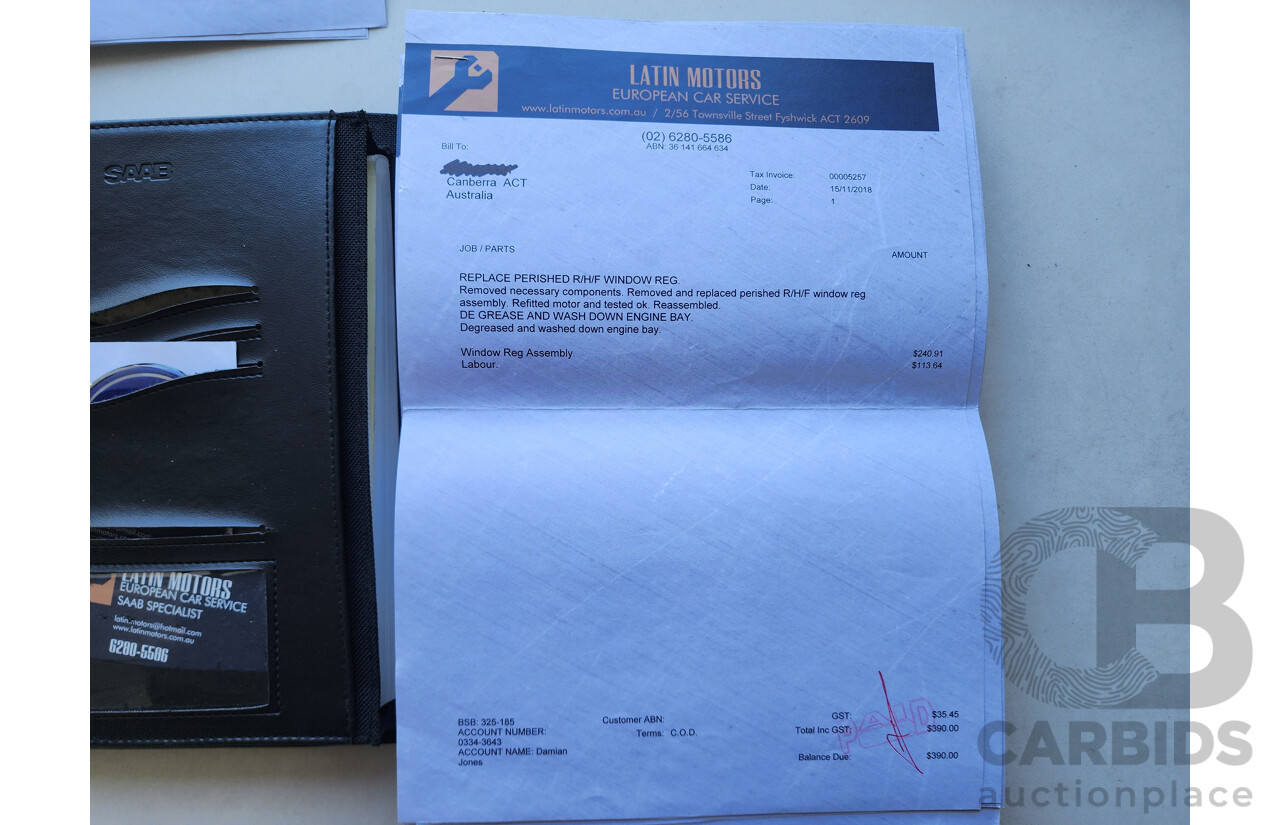 SAAB
LATIN MOTORS
EUROPEAN CAR SERVICE
SAAB SPECIALIST
latin.motors@hotmail.com
www.latinmotors.com.au
6280-5586
LATIN MOTORS
EUROPEAN CAR SERVICE
www.latinmotors.com.au / 2/56 Townsville Street Fyshwick ACT 2609
(02) 6280-5586
ABN: 36 141 664 634
Bill To:
Canberra ACT
Australia
Tax Invoice: 00005257
Date: 15/11/2018
Page: 1
JOB / PARTS AMOUNT
REPLACE PERISHED R/H/F WINDOW REG.
Removed necessary components. Removed and replaced perished R/H/F window reg
assembly. Refitted motor and tested ok. Reassembled.
DE GREASE AND WASH DOWN ENGINE BAY.
Degreased and washed down engine bay.
Window Reg Assembly. $240.91
Labour. $113.64
BSB: 325-185
ACCOUNT NUMBER:
0334-3643
ACCOUNT NAME: Damian
Jones
Customer ABN:
Terms: C.O.D.
GST: $35.45
Total Inc GST: $390.00
Balance Due: $390.00
PAID
CB
CARBIDS
auctionplace